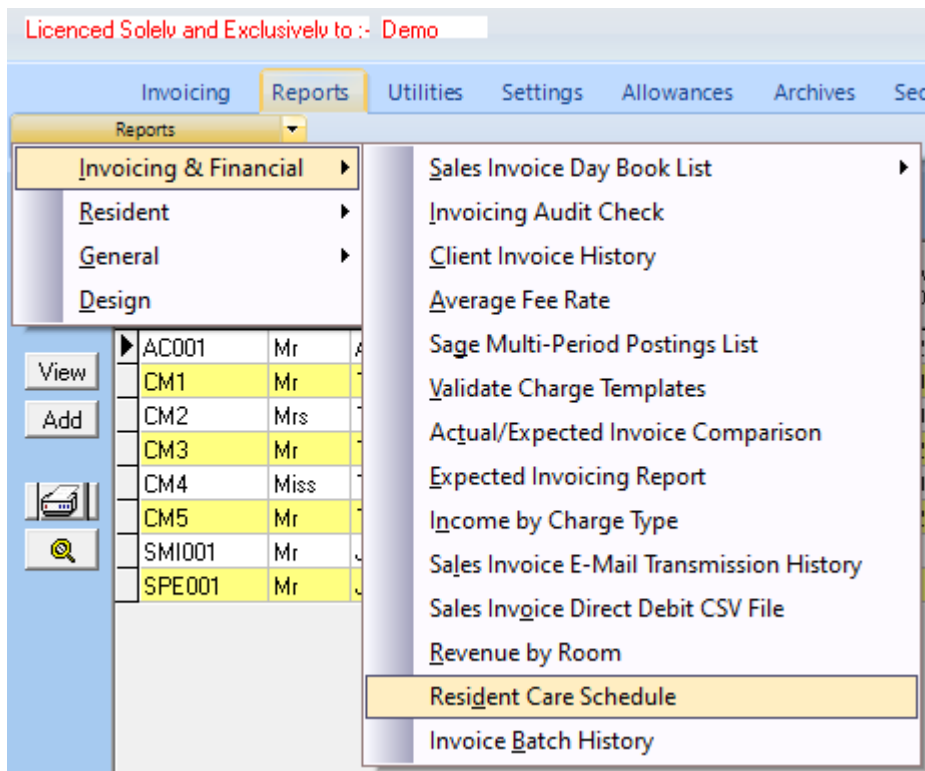 Licenced Solely and Exclusively to :- Demo
Invoicing Reports Utilities Settings Allowances Archives
Reports
Invoicing & Financial
Resident
General
Design
Sales Invoice Day Book List
Invoicing Audit Check
Client Invoice History
Average Fee Rate
Sage Multi-Period Postings List
Validate Charge Templates
Actual/Expected Invoice Comparison
Expected Invoicing Report
Income by Charge Type
Sales Invoice E-Mail Transmission History
Sales Invoice Direct Debit CSV File
Revenue by Room
Resident Care Schedule
Invoice Batch History
View
Add
AC001 Mr
CM1 Mr
CM2 Mrs
CM3 Mr
CM4 Miss
CM5 Mr
SMI001 Mr
SPE001 Mr